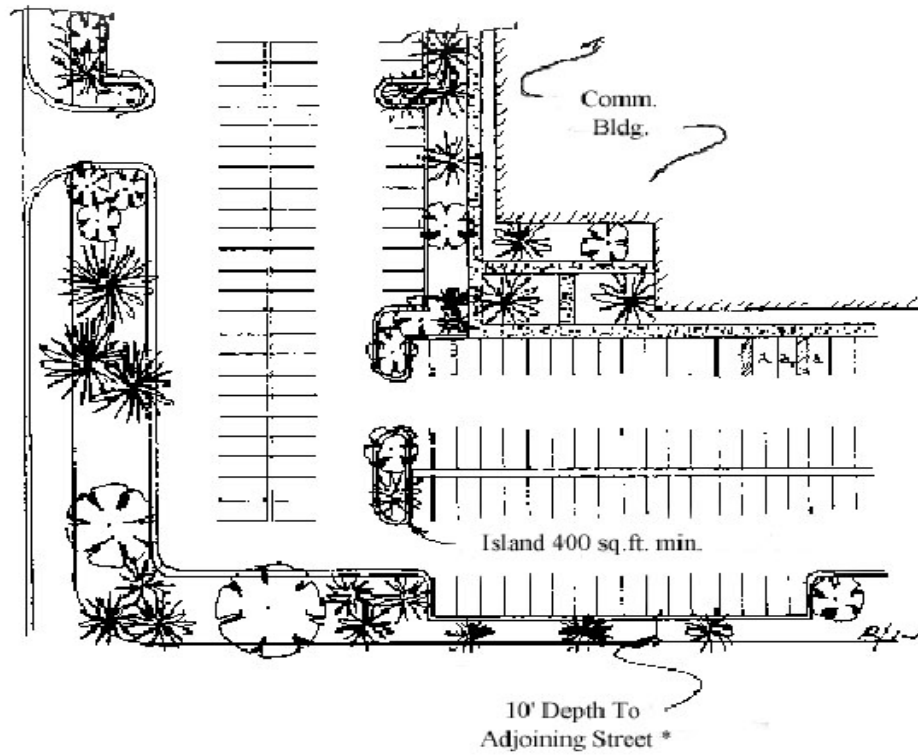 Comm.
Bldg.
Island 400 sq.ft. min.
10' Depth To
Adjoining Street *